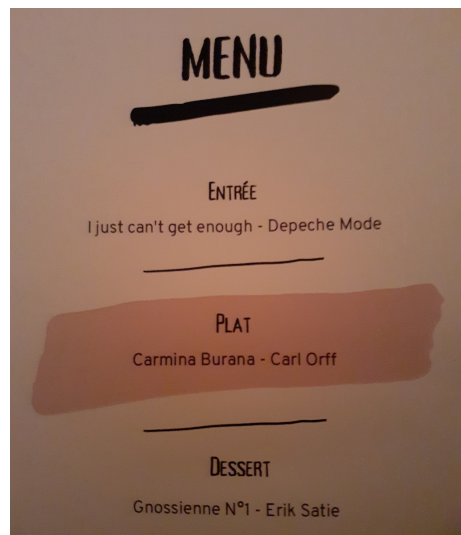 MENU
ENTRÉE
I just can't get enough - Depeche Mode
PLAT
Carmina Burana - Carl Orff
DESSERT
Gnossienne N°1 - Erik Satie